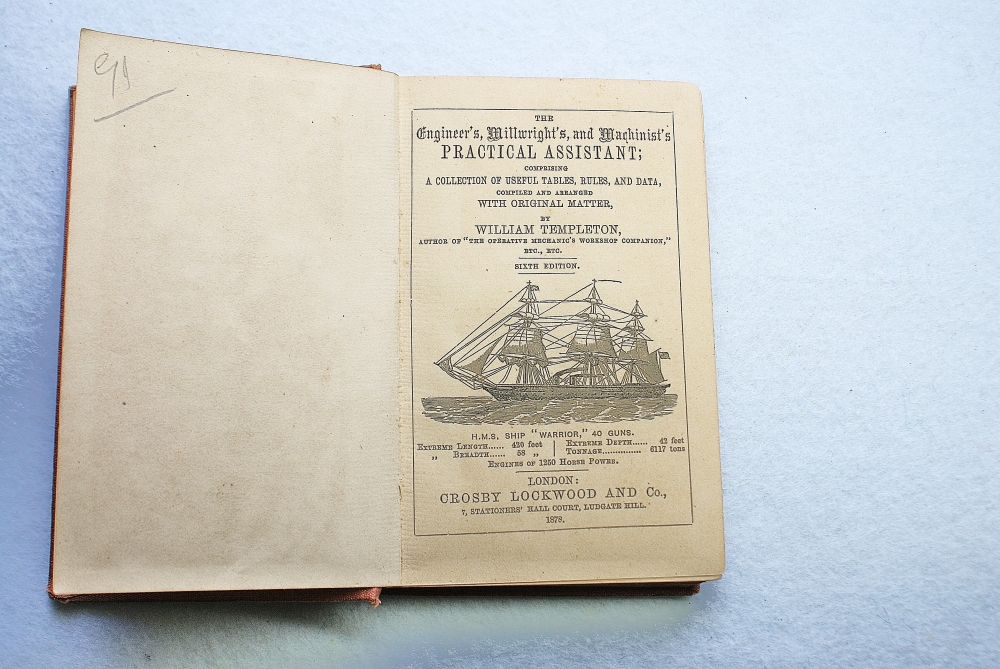 THE
Engineer's, Millwright's, and Machinist's
PRACTICAL ASSISTANT;
COMPRISING
A COLLECTION OF USEFUL TABLES, RULES, AND DATA,
COMPILED AND ARRANGED
WITH ORIGINAL MATTER,
BY
WILLIAM TEMPLETON,
AUTHOR OF "THE OPERATIVE MECHANIC'S WORKSHOP COMPANION,"
ETC., ETC.
SIXTH EDITION.
H.M.S. SHIP "WARRIOR," 40 GUNS.
EXTREME LENGTH...... 420 feet | EXTREME DEPTH...... 42 feet
„ BREADTH...... 58 „ | TONNAGE.............. 6117 tons
ENGINES OF 1250 HORSE POWER.
LONDON:
CROSBY LOCKWOOD AND Co.,
7, STATIONERS' HALL COURT, LUDGATE HILL.
1878.